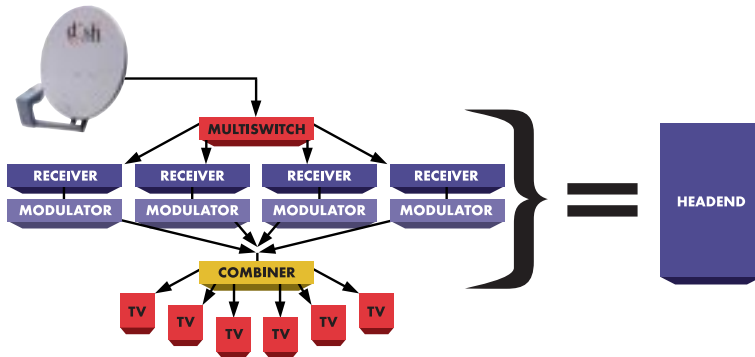 dish
MULTISWITCH
RECEIVER RECEIVER RECEIVER RECEIVER
MODULATOR MODULATOR MODULATOR MODULATOR
COMBINER
TV TV TV TV TV TV
} = HEADEND